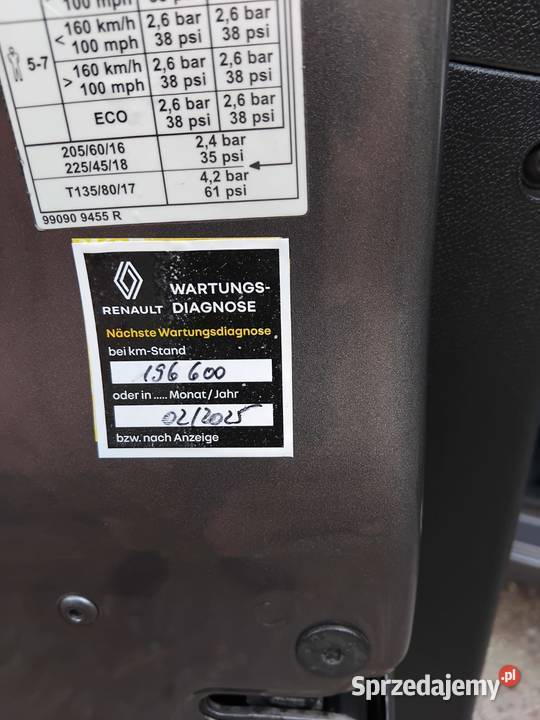 100 mph
5-7
< 160 km/h 100 mph
2,6 bar 38 psi
2,6 bar 38 psi
> 160 km/h 100 mph
2,6 bar 38 psi
2,6 bar 38 psi
ECO
2,6 bar 38 psi
2,6 bar 38 psi
205/60/16
225/45/18
2,4 bar
35 psi
T135/80/17
4,2 bar
61 psi
99090 9455 R
RENAULT
WARTUNGS-
DIAGNOSE
Nächste Wartungsdiagnose
bei km-Stand
196 600
oder in ..... Monat/Jahr
02/2025
bzw. nach Anzeige
Sprzedajemy.pl